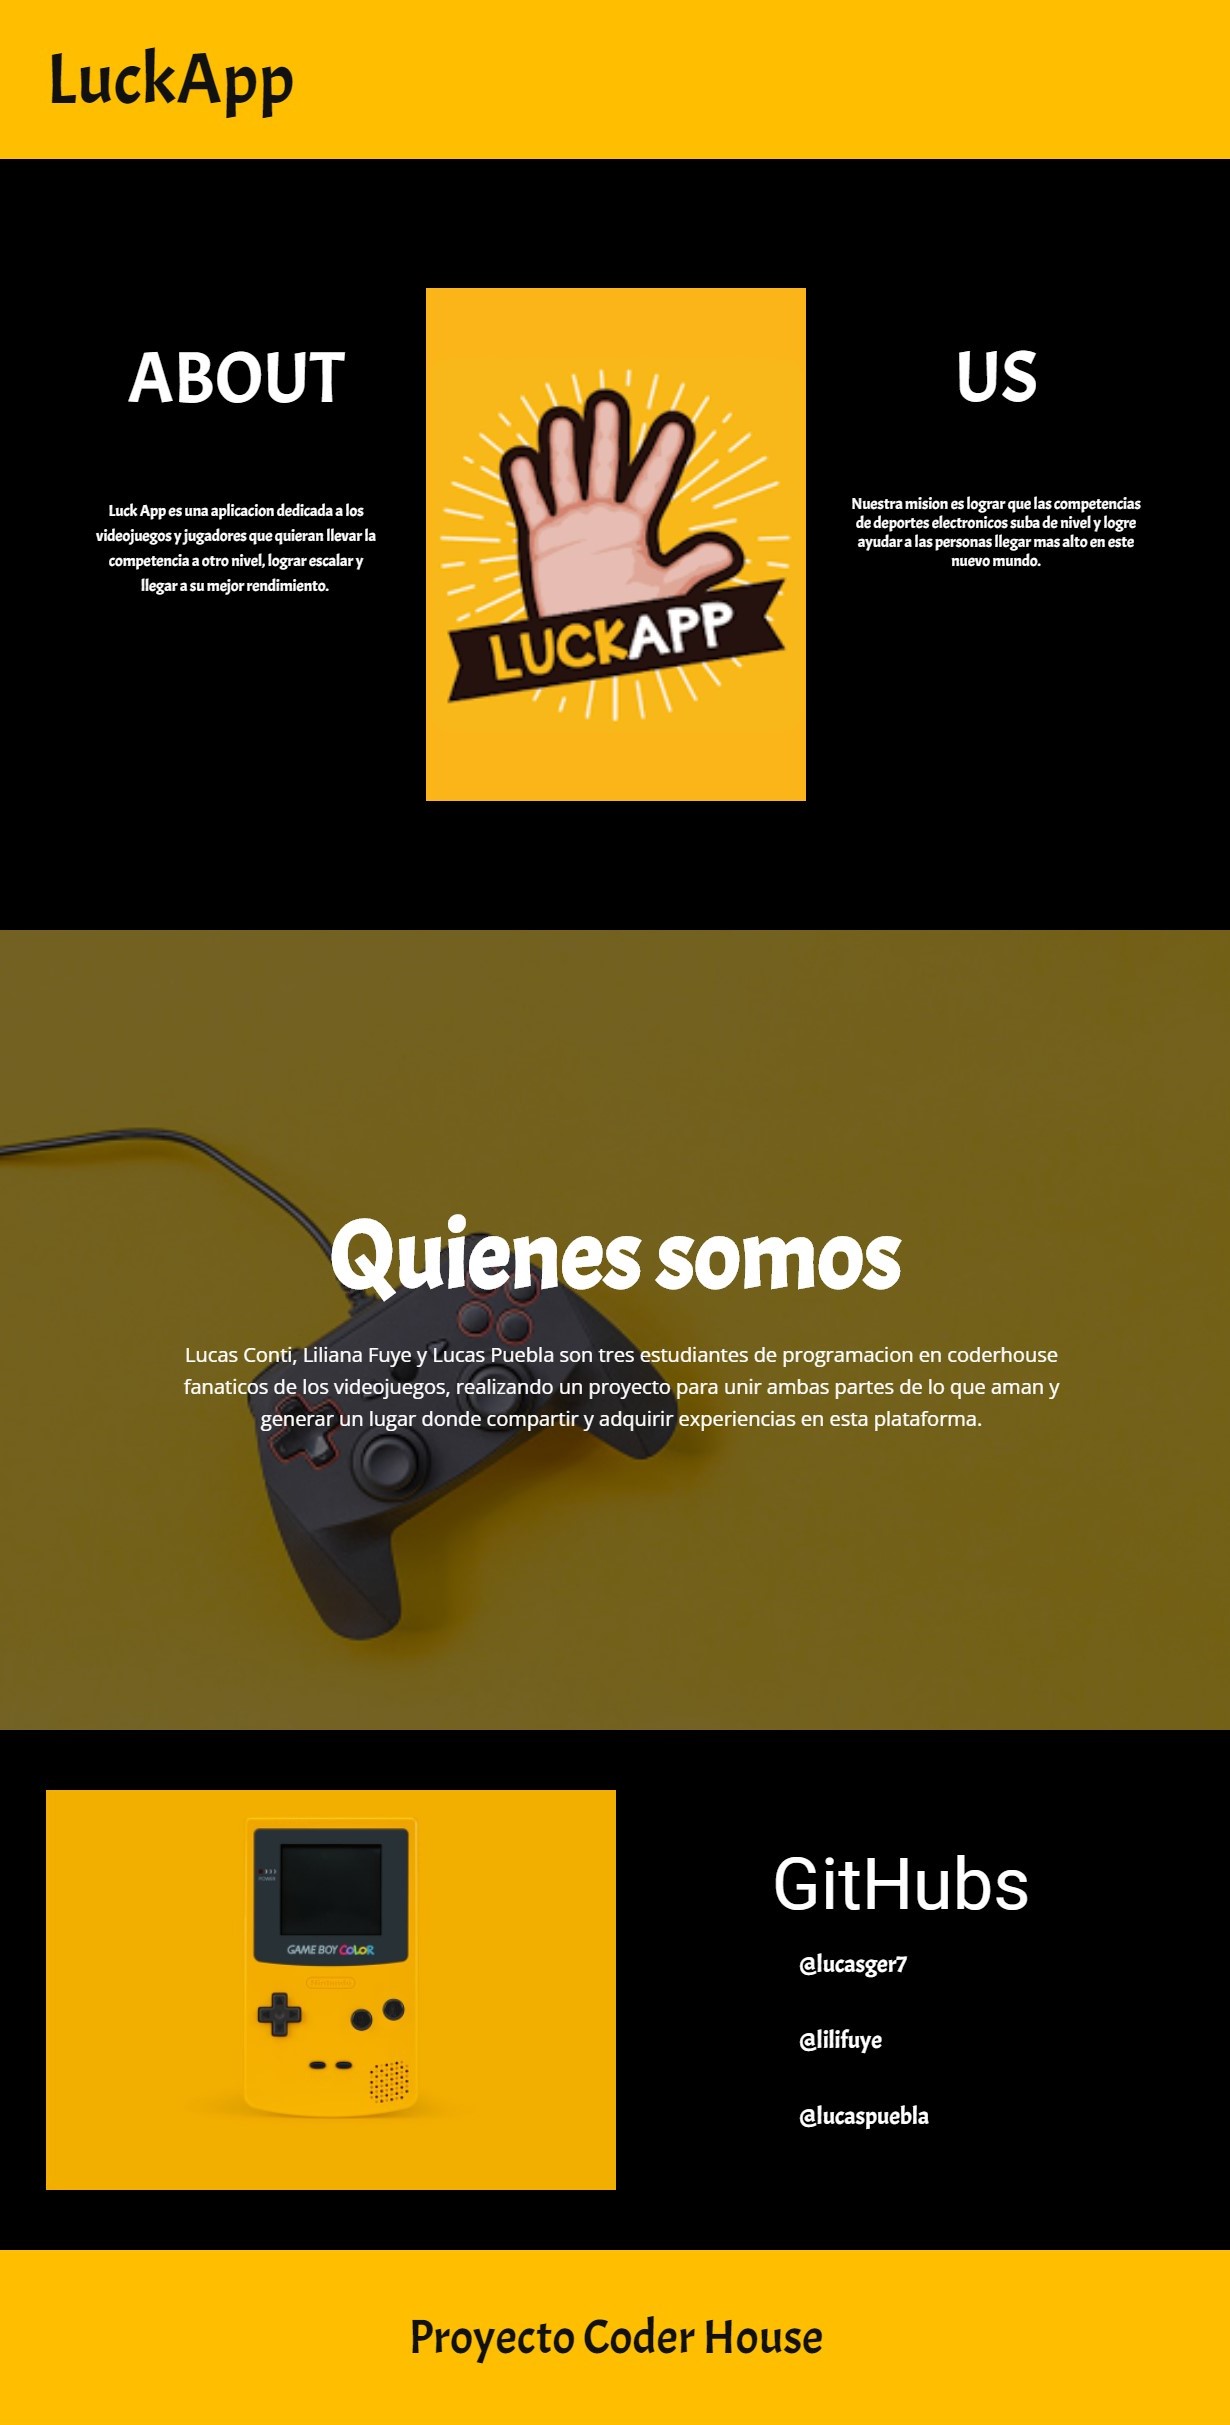 LuckApp
ABOUT
Luck App es una aplicacion dedicada a los
videojuegos y jugadores que quieran llevar la
competencia a otro nivel, lograr escalar y
llegar a su mejor rendimiento.
LUCKAPP
US
Nuestra mision es lograr que las competencias
de deportes electronicos suba de nivel y logre
ayudar a las personas llegar mas alto en este
nuevo mundo.
Quienes somos
Lucas Conti, Liliana Fuye y Lucas Puebla son tres estudiantes de programacion en coderhouse
fanaticos de los videojuegos, realizando un proyecto para unir ambas partes de lo que aman y
generar un lugar donde compartir y adquirir experiencias en esta plataforma.
POWER
GAME BOY COLOR
Nintendo
GitHubs
@lucasger7
@lilifuye
@lucaspuebla
Proyecto Coder House